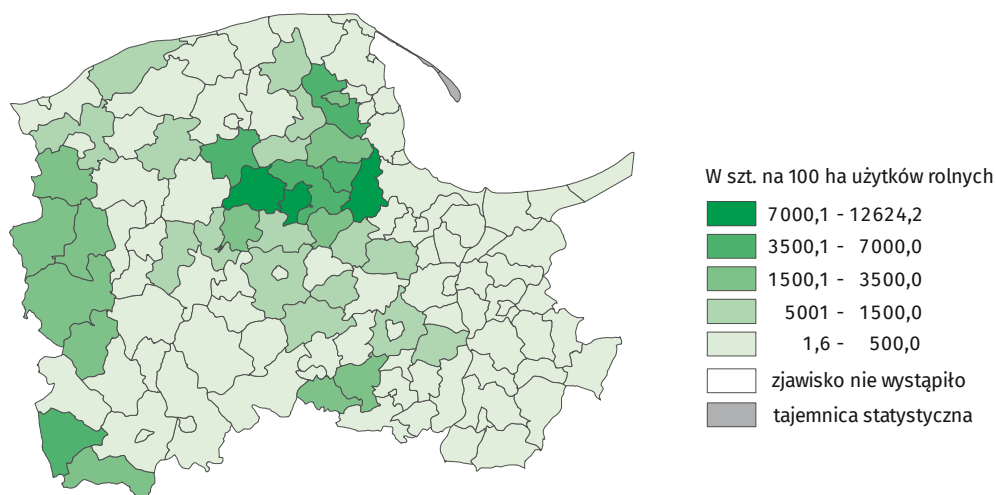 W szt. na 100 ha użytków rolnych
7000,1 - 12624,2
3500,1 - 7000,0
1500,1 - 3500,0
5001 - 1500,0
1,6 - 500,0
zjawisko nie wystąpiło
tajemnica statystyczna